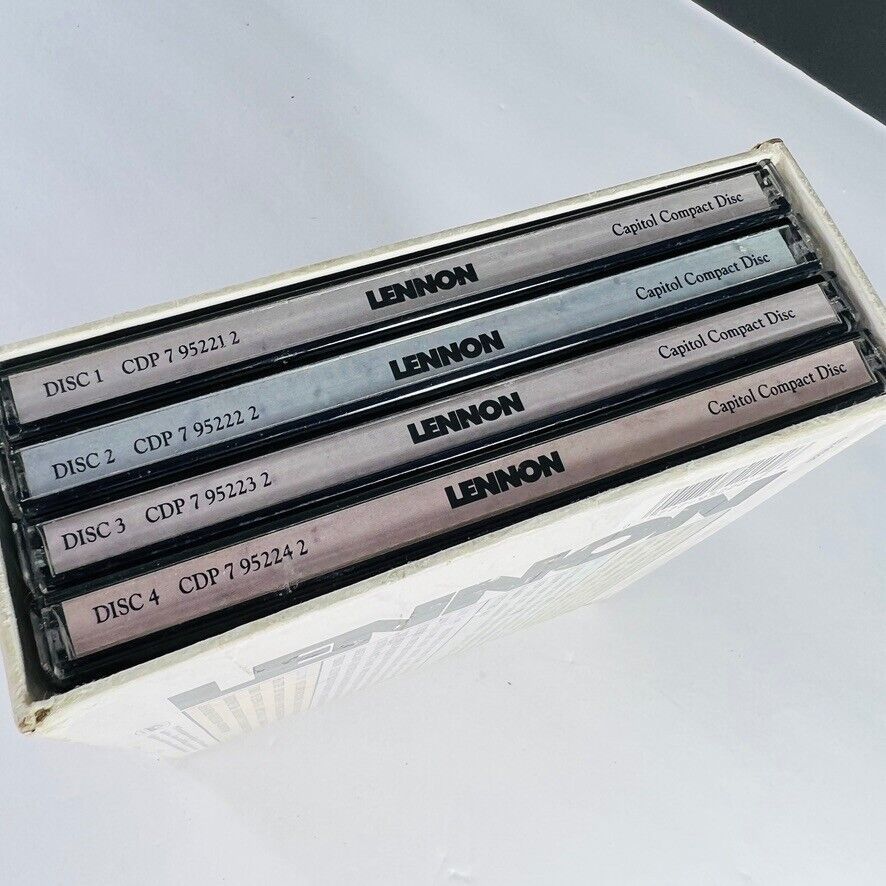 DISC 1 CDP 7 95221 2 LENNON Capitol Compact Disc
DISC 2 CDP 7 95222 2 LENNON Capitol Compact Disc
DISC 3 CDP 7 95223 2 LENNON Capitol Compact Disc
DISC 4 CDP 7 95224 2 LENNON Capitol Compact Disc
LENNON